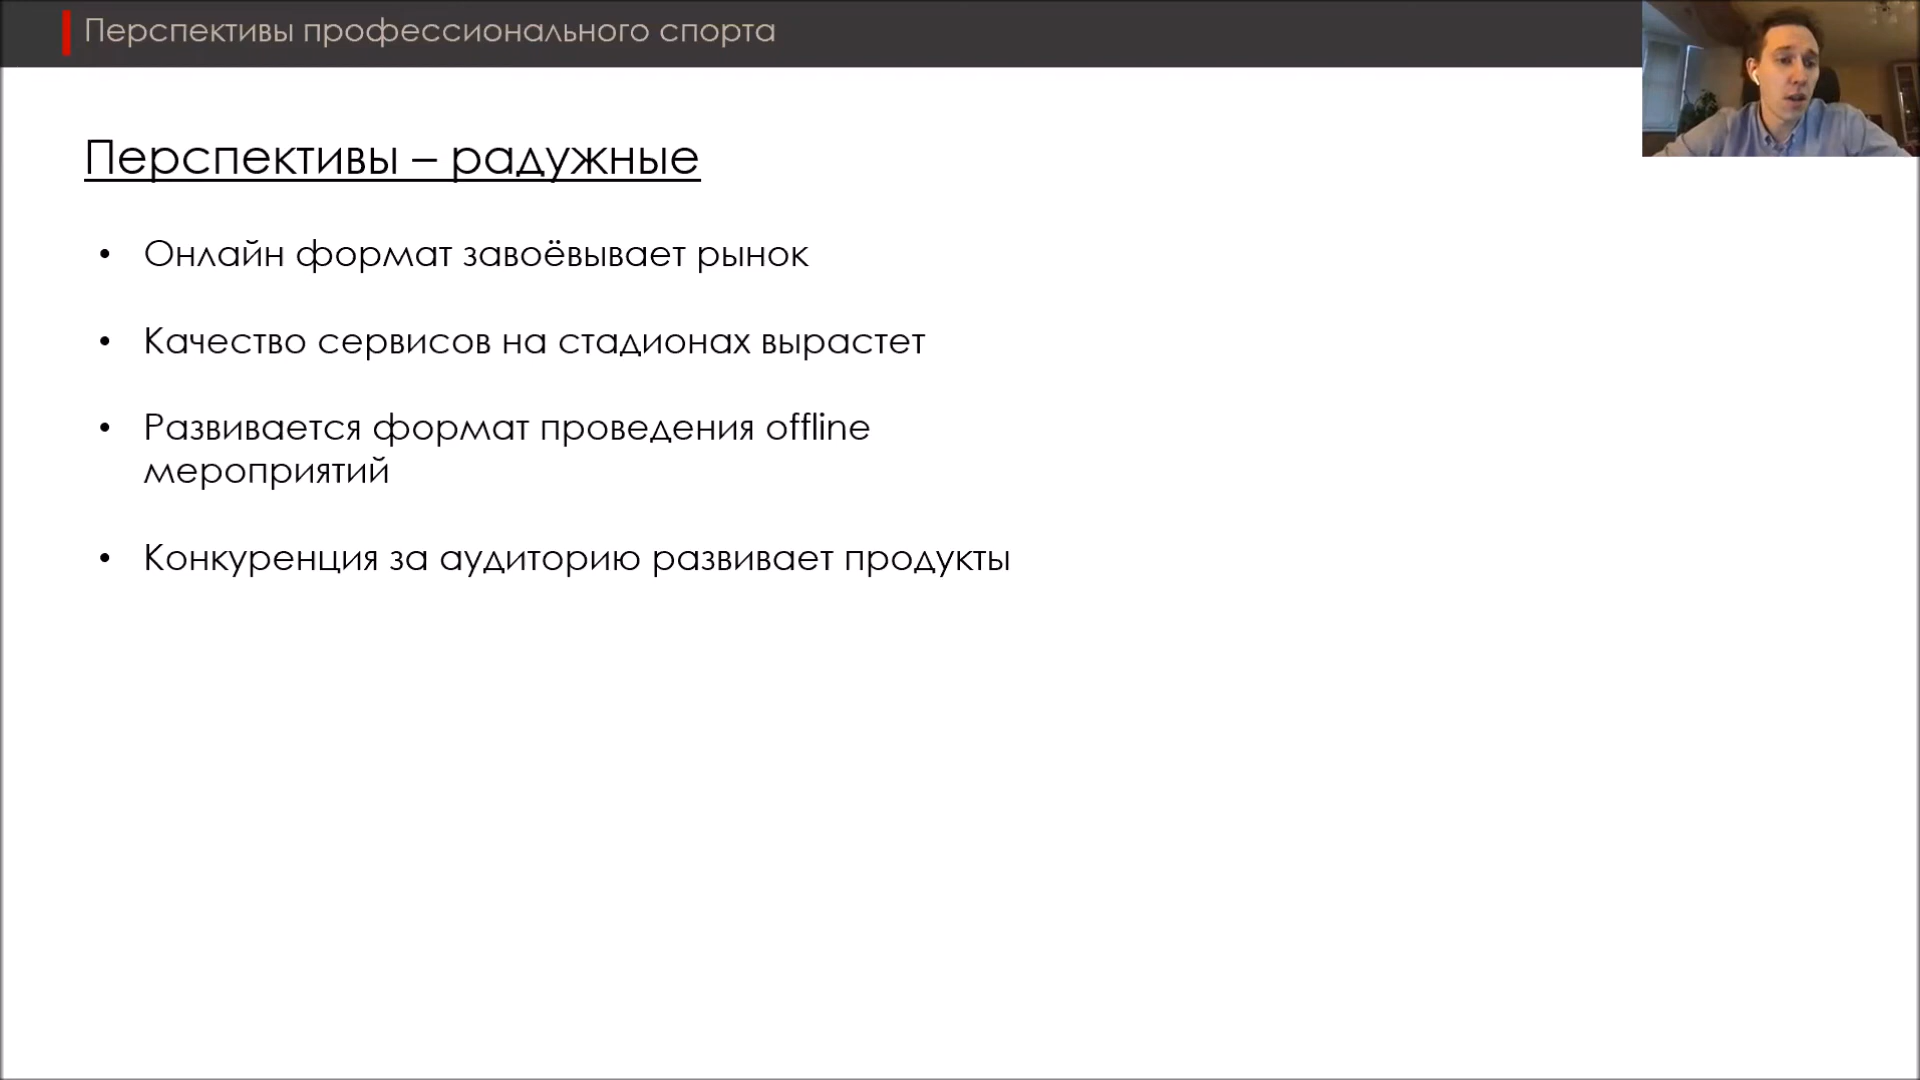 Перспективы профессионального спорта
Перспективы – радужные
• Онлайн формат завоёвывает рынок
• Качество сервисов на стадионах вырастет
• Развивается формат проведения offline
мероприятий
• Конкуренция за аудиторию развивает продукты